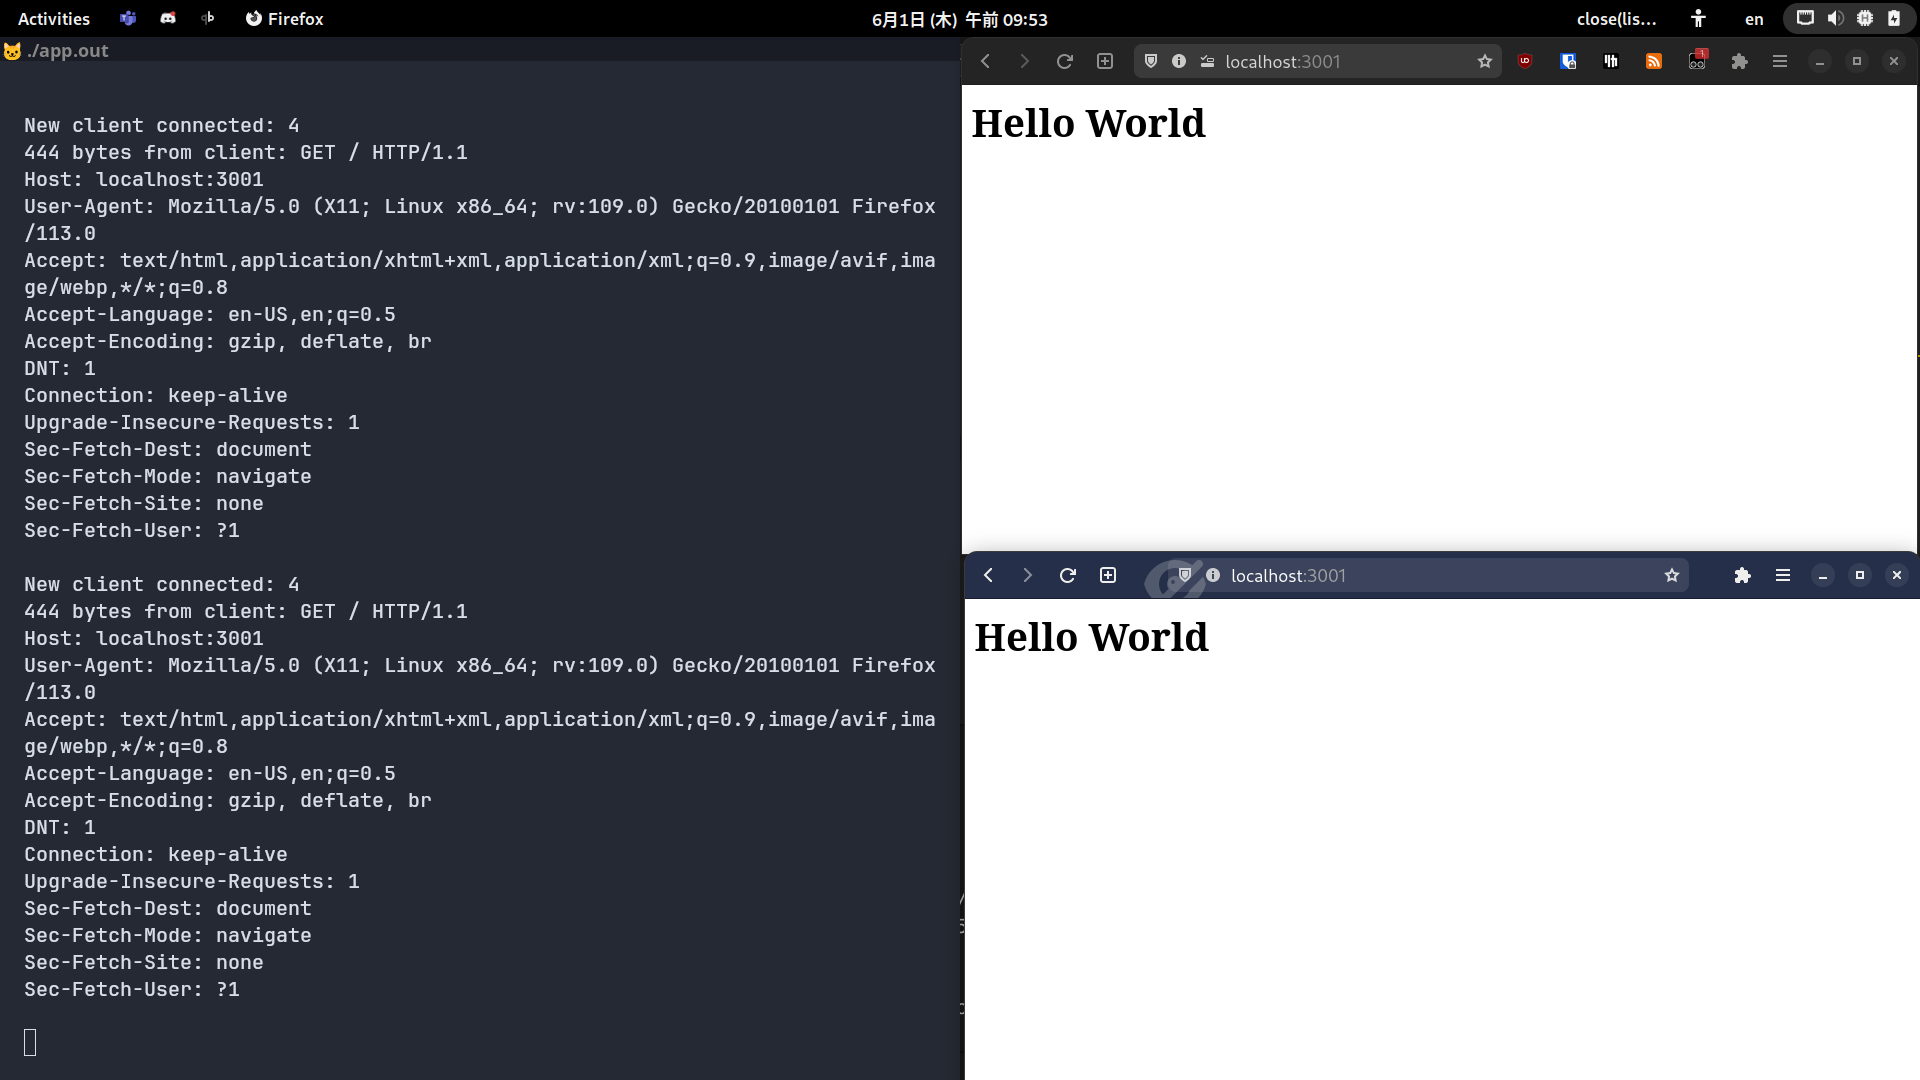 Activities
Firefox
6月1日 (木) 午前 09:53
close(lis...
en
./app.out
New client connected: 4
444 bytes from client: GET / HTTP/1.1
Host: localhost:3001
User-Agent: Mozilla/5.0 (X11; Linux x86_64; rv:109.0) Gecko/20100101 Firefox
/113.0
Accept: text/html,application/xhtml+xml,application/xml;q=0.9,image/avif,ima
ge/webp,*/*;q=0.8
Accept-Language: en-US,en;q=0.5
Accept-Encoding: gzip, deflate, br
DNT: 1
Connection: keep-alive
Upgrade-Insecure-Requests: 1
Sec-Fetch-Dest: document
Sec-Fetch-Mode: navigate
Sec-Fetch-Site: none
Sec-Fetch-User: ?1
New client connected: 4
444 bytes from client: GET / HTTP/1.1
Host: localhost:3001
User-Agent: Mozilla/5.0 (X11; Linux x86_64; rv:109.0) Gecko/20100101 Firefox
/113.0
Accept: text/html,application/xhtml+xml,application/xml;q=0.9,image/avif,ima
ge/webp,*/*;q=0.8
Accept-Language: en-US,en;q=0.5
Accept-Encoding: gzip, deflate, br
DNT: 1
Connection: keep-alive
Upgrade-Insecure-Requests: 1
Sec-Fetch-Dest: document
Sec-Fetch-Mode: navigate
Sec-Fetch-Site: none
Sec-Fetch-User: ?1
localhost:3001
Hello World
localhost:3001
Hello World